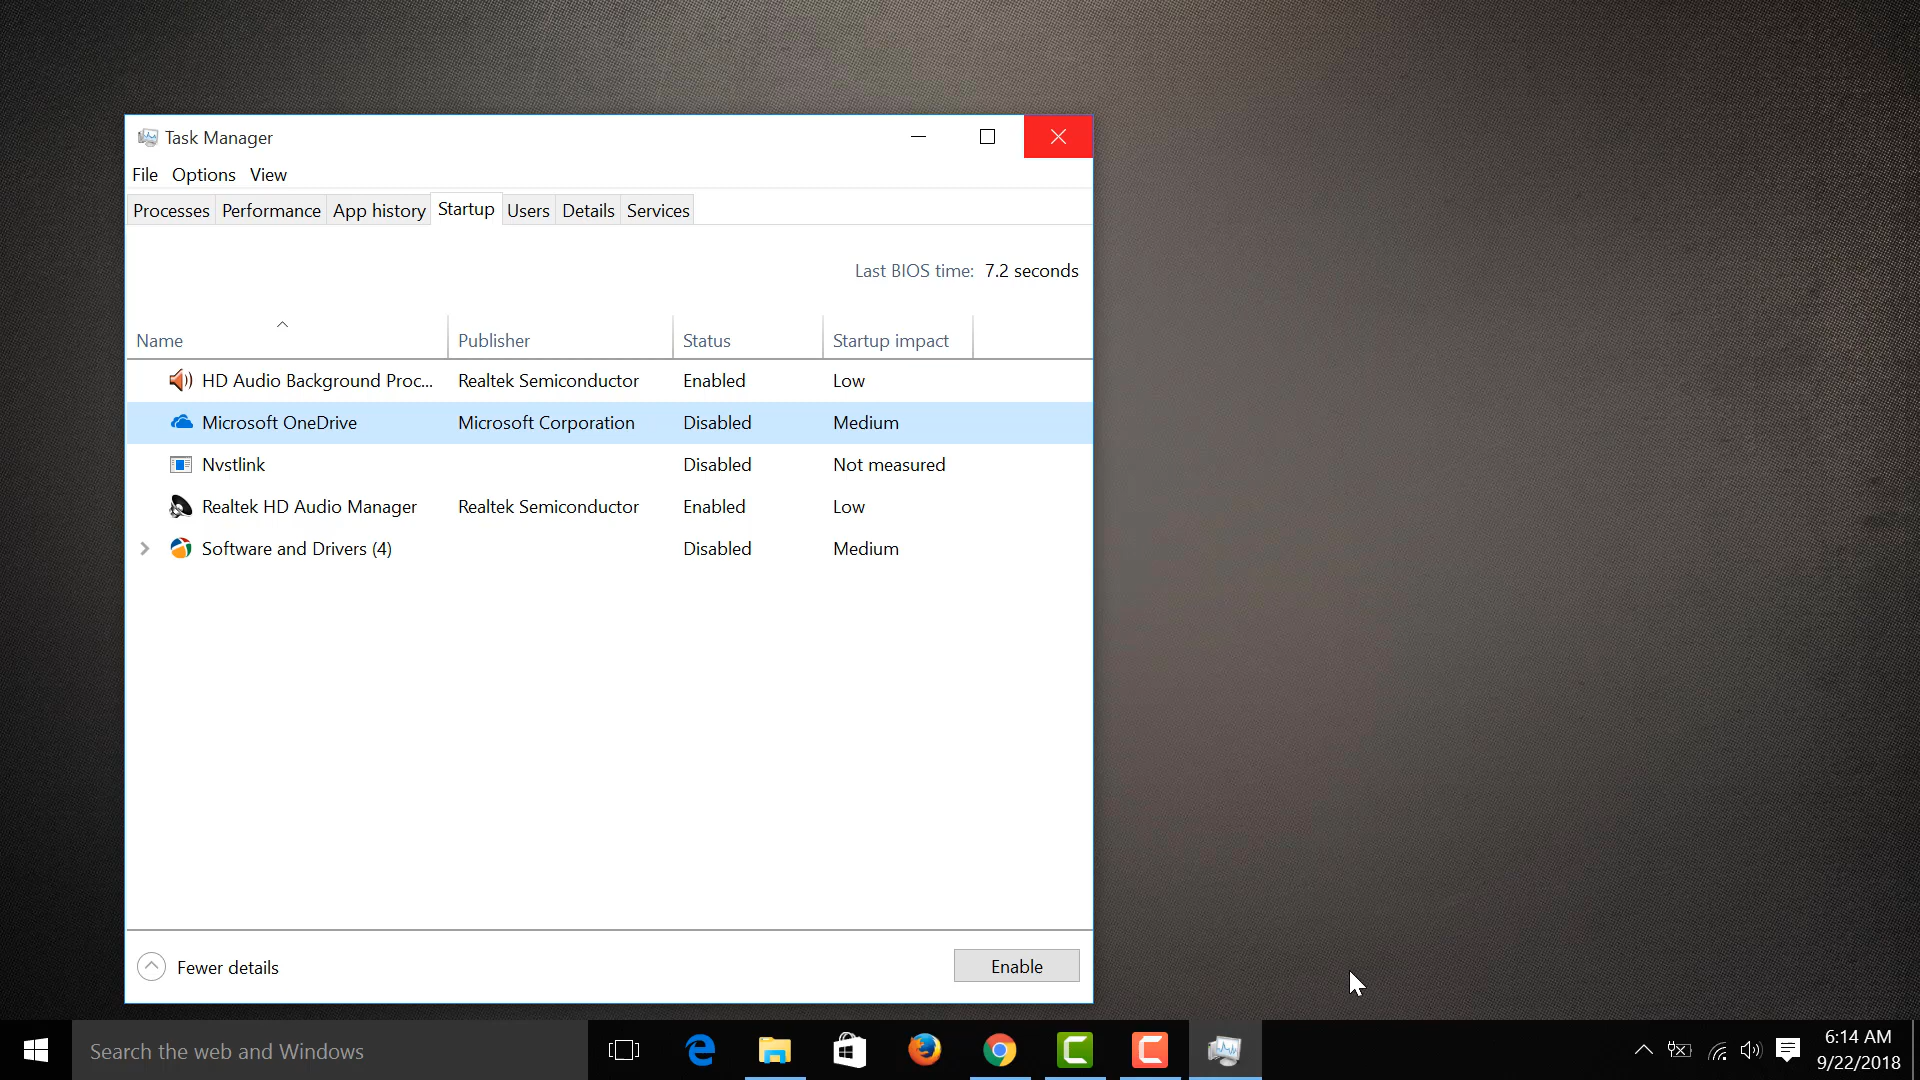 Task Manager
File Options View
Processes Performance App history Startup Users Details Services
Last BIOS time: 7.2 seconds
Name Publisher Status Startup impact
HD Audio Background Proc... Realtek Semiconductor Enabled Low
Microsoft OneDrive Microsoft Corporation Disabled Medium
Nvstlink Disabled Not measured
Realtek HD Audio Manager Realtek Semiconductor Enabled Low
Software and Drivers (4) Disabled Medium
Fewer details Enable
Search the web and Windows
6:14 AM
9/22/2018